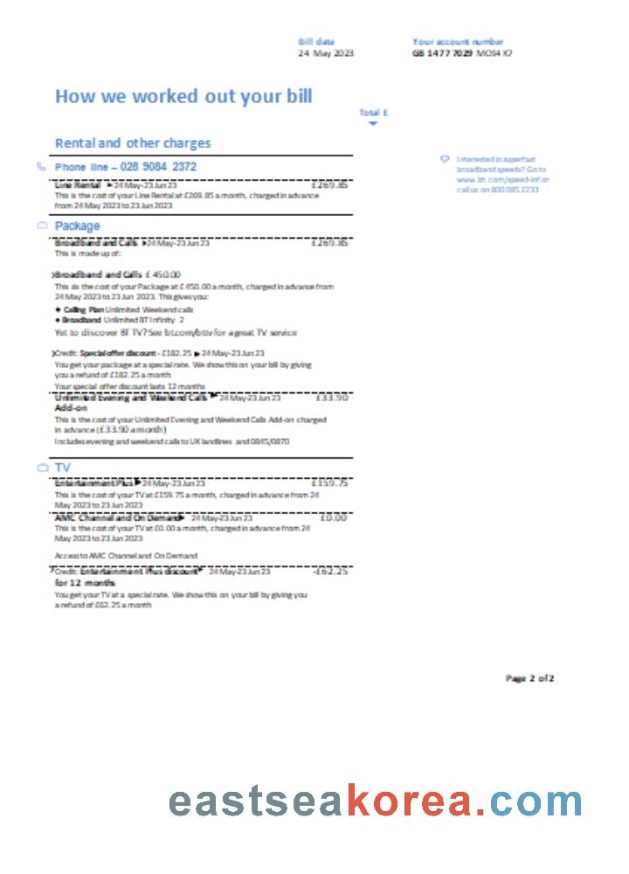 Bill date
24 May 2023
Your account number
GB 1477 7029 MO34 K7
How we worked out your bill
Total £
Rental and other charges
Phone line – 028 9084 2372
Line Rental ▶ 24 May-23 Jun 23 £269.85
This is the cost of your Line Rental at £269.85 a month, charged in advance
from 24 May 2023 to 23 Jun 2023
Interested in superfast
broadband speeds? Go to
www.bt.com/speed-inf or
call us on 800 085 2233
Package
Broadband and Calls ▶ 24 May-23 Jun 23 £269.85
This is made up of:
Broadband and Calls £ 450.00
This sis the cost of your Package at £ 450.00 a month, charged in advance from
24 May 2023 to 23 Jun 2023. This gives you:
● Calling Plan Unlimited Weekend calls
● Broadband Unlimited BT Infinity 2
Yet to discover BT TV? See bt.com/bttv for a great TV service
Credit: Special offer discount - £182.25 ▶ 24 May-23 Jun 23
You get your package at a special rate. We show this on your bill by giving
you a refund of £182.25 a month
Your special offer discount lasts 12 months
Unlimited Evening and Weekend Calls ▶ 24 May-23 Jun 23 £33.90
Add-on
This is the cost of your Unlimited Evening and Weekend Calls Add-on charged
in advance (£33.90 a month)
Includes evening and weekend calls to UK landlines and 0845/0870
TV
Entertainment Plus ▶ 24 May-23 Jun 23 £159.75
This is the cost of your TV at £159.75 a month, charged in advance from 24
May 2023 to 23 Jun 2023
AMC Channel and On Demand ▶ 24 May-23 Jun 23 £0.00
This is the cost of your TV at £0.00 a month, charged in advance from 24
May 2023 to 23 Jun 2023
Access to AMC Channel and On Demand
Credit: Entertainment Plus discount ▶ 24 May-23 Jun 23 -£62.25
for 12 months
You get your TV at a special rate. We show this on your bill by giving you
a refund of £62.25 a month
Page 2 of 2
eastseakorea.com